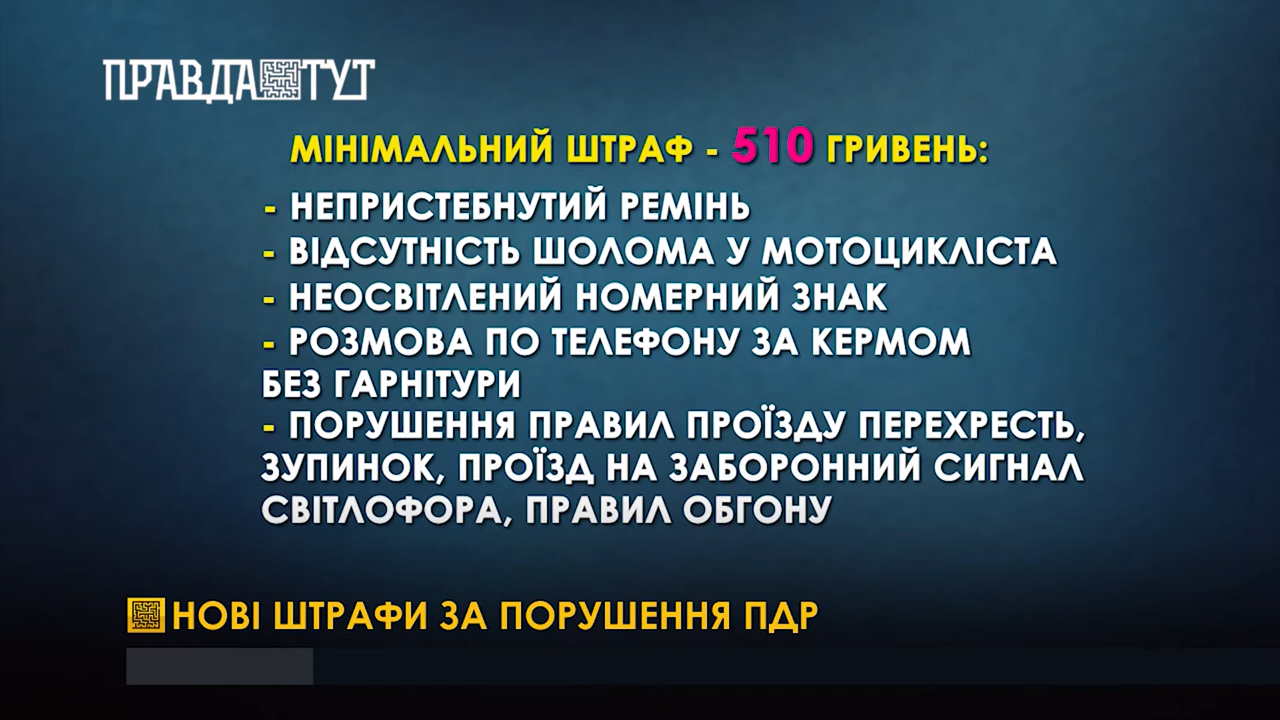 ПРАВДА ТУТ
МІНІМАЛЬНИЙ ШТРАФ - 510 ГРИВЕНЬ:
- НЕПРИСТЕБНУТИЙ РЕМІНЬ
- ВІДСУТНІСТЬ ШОЛОМА У МОТОЦИКЛІСТА
- НЕОСВІТЛЕНИЙ НОМЕРНИЙ ЗНАК
- РОЗМОВА ПО ТЕЛЕФОНУ ЗА КЕРМОМ
БЕЗ ГАРНІТУРИ
- ПОРУШЕННЯ ПРАВИЛ ПРОЇЗДУ ПЕРЕХРЕСТЬ,
ЗУПИНОК, ПРОЇЗД НА ЗАБОРОННИЙ СИГНАЛ
СВІТЛОФОРА, ПРАВИЛ ОБГОНУ
НОВІ ШТРАФИ ЗА ПОРУШЕННЯ ПДР